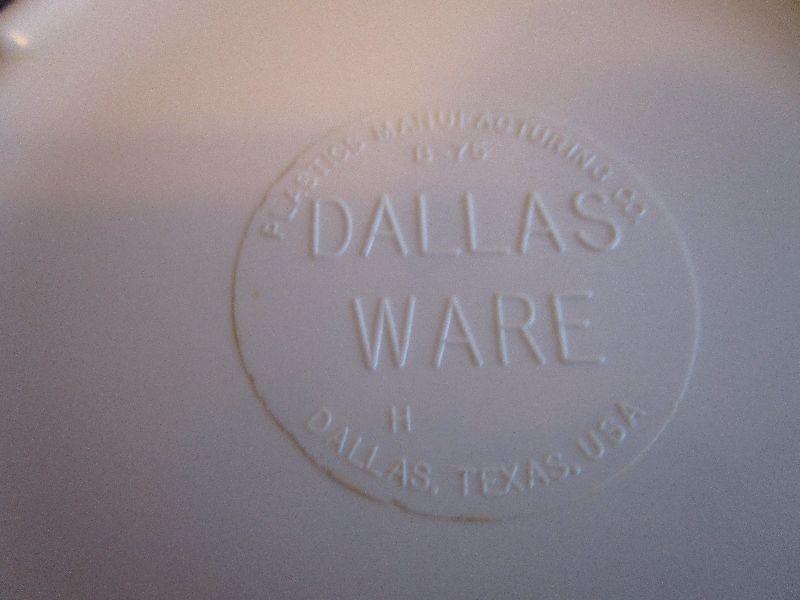 PLASTICS MANUFACTURING CO.
B-75
DALLAS
WARE
H
DALLAS, TEXAS, USA